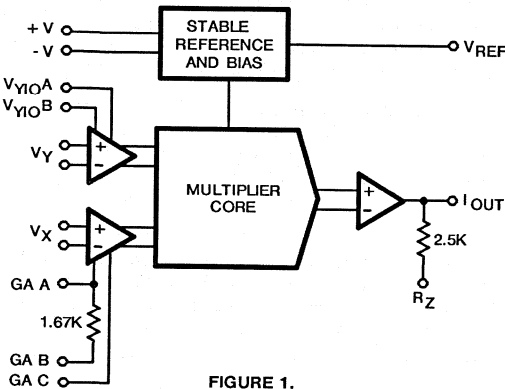 + V
- V
STABLE
REFERENCE
AND BIAS
VREF
VYIOA
VYIOB
VY
+
−
MULTIPLIER
CORE
+
−
IOUT
2.5K
RZ
VX
+
−
GA A
1.67K
GA B
GA C
FIGURE 1.